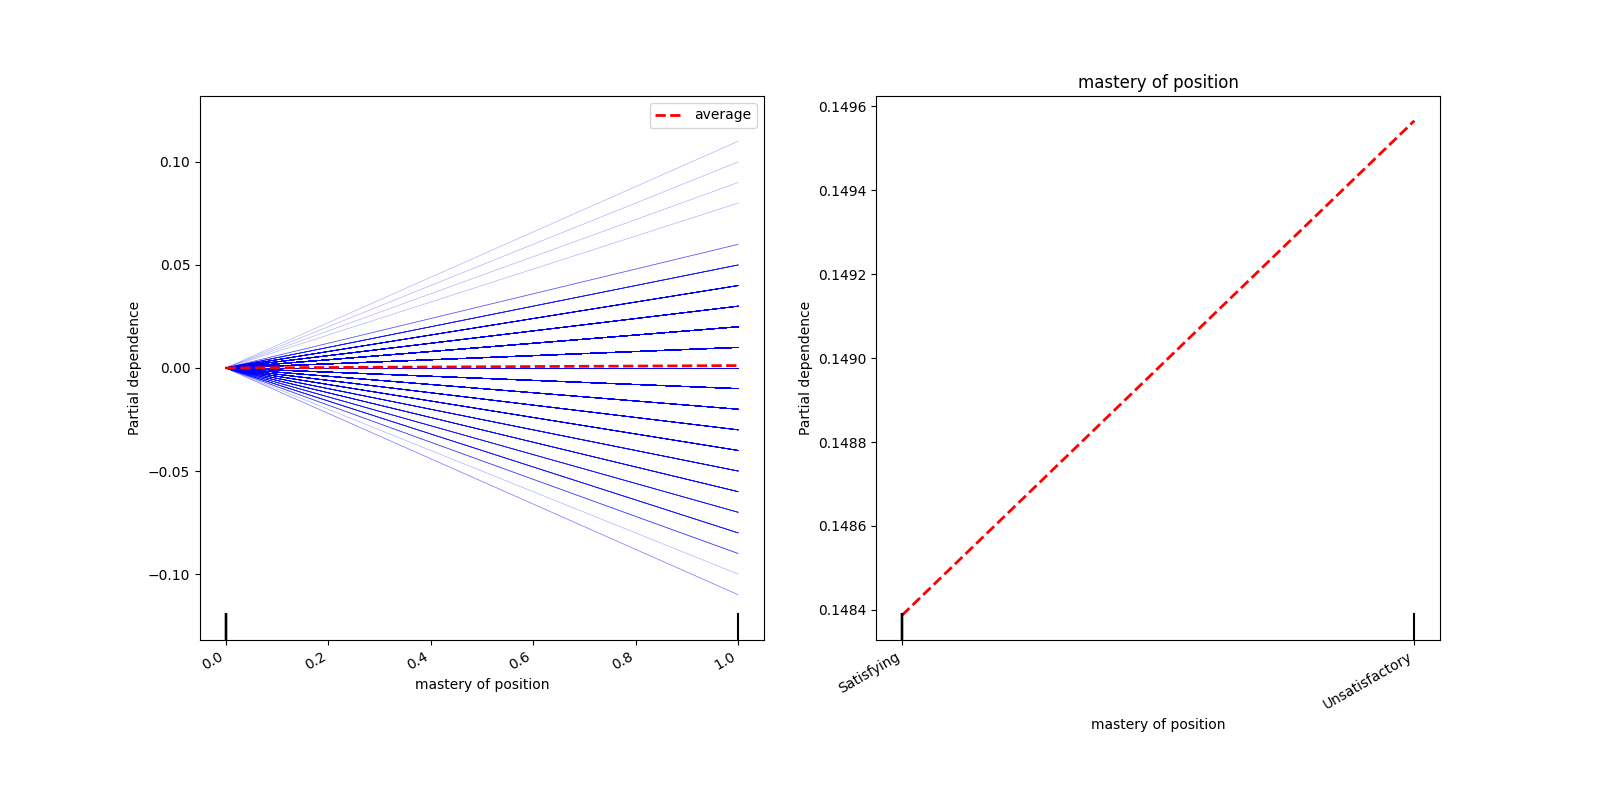 average
0.10
0.05
0.00
−0.05
−0.10
Partial dependence
0.0
0.2
0.4
0.6
0.8
1.0
mastery of position
mastery of position
0.1496
0.1494
0.1492
0.1490
0.1488
0.1486
0.1484
Partial dependence
Satisfying
Unsatisfactory
mastery of position